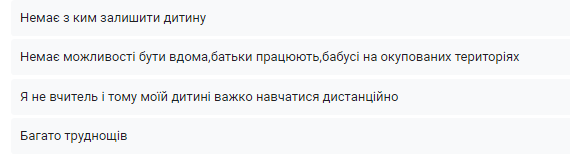 Немає з ким залишити дитину
Немає можливості бути вдома,батьки працюють,бабусі на окупованих територіях
Я не вчитель і тому моїй дитині важко навчатися дистанційно
Багато труднощів